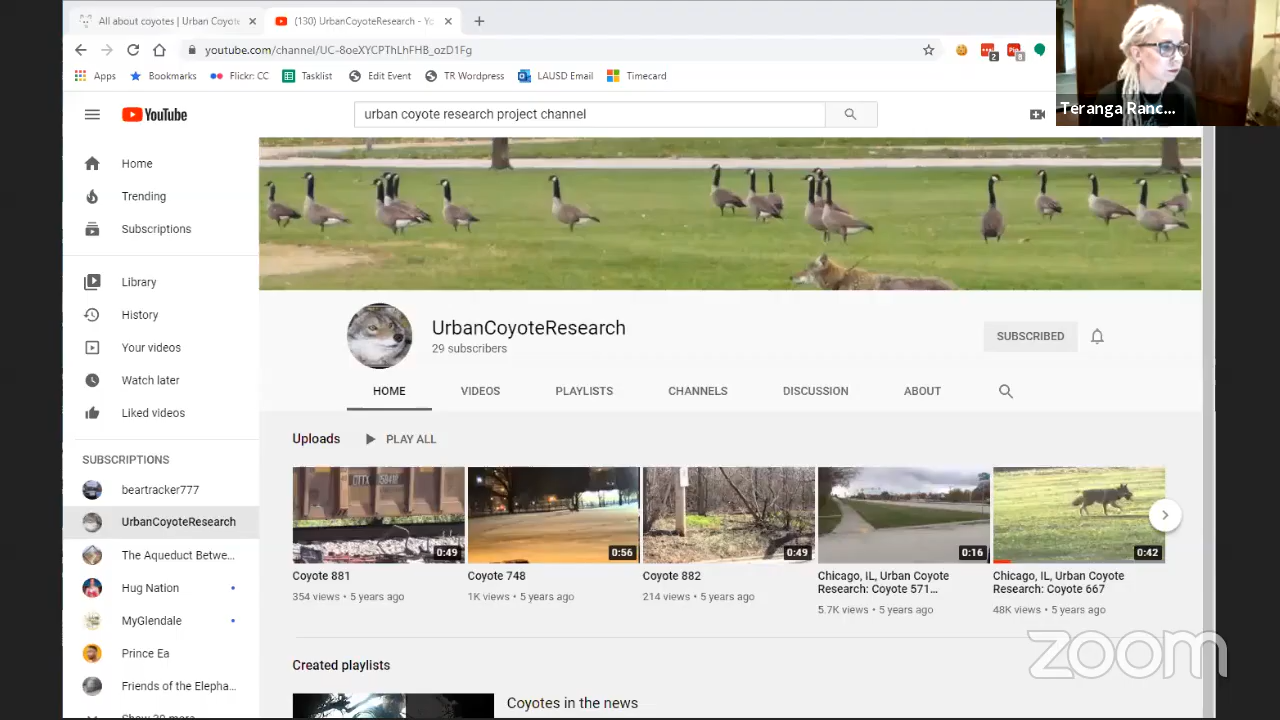 All about coyotes | Urban Coyote
(130) UrbanCoyoteResearch - Yo
youtube.com/channel/UC-8oeXYCPThLhFHB_ozD1Fg
Apps
Bookmarks
Flickr: CC
Tasklist
Edit Event
TR Wordpress
LAUSD Email
Timecard
Teranga Ranc...
YouTube
urban coyote research project channel
Home
Trending
Subscriptions
Library
History
Your videos
Watch later
Liked videos
SUBSCRIPTIONS
beartracker777
UrbanCoyoteResearch
The Aqueduct Betwe...
Hug Nation
MyGlendale
Prince Ea
Friends of the Elepha...
Show 30 more
UrbanCoyoteResearch
29 subscribers
SUBSCRIBED
HOME
VIDEOS
PLAYLISTS
CHANNELS
DISCUSSION
ABOUT
Uploads
PLAY ALL
0:49
Coyote 881
354 views • 5 years ago
0:56
Coyote 748
1K views • 5 years ago
0:49
Coyote 882
214 views • 5 years ago
0:16
Chicago, IL, Urban Coyote
Research: Coyote 571...
5.7K views • 5 years ago
0:42
Chicago, IL, Urban Coyote
Research: Coyote 667
48K views • 5 years ago
Created playlists
Coyotes in the news
zoom